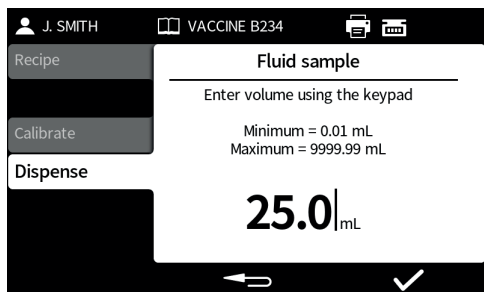 J. SMITH VACCINE B234
Recipe
Calibrate
Dispense
Fluid sample
Enter volume using the keypad
Minimum = 0.01 mL
Maximum = 9999.99 mL
25.0 mL